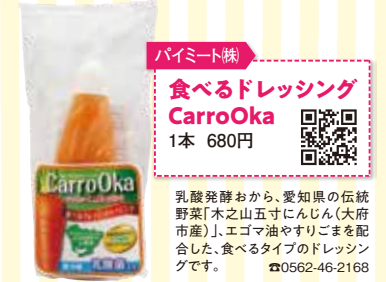 パイミート㈱
食べるドレッシング
CarroOka
1本 680円
CarroOka
乳酸菌
乳酸発酵おから、愛知県の伝統
野菜「木之山五寸にんじん(大府
市産)」、エゴマ油やすりごまを配
合した、食べるタイプのドレッシン
グです。 ☎0562-46-2168